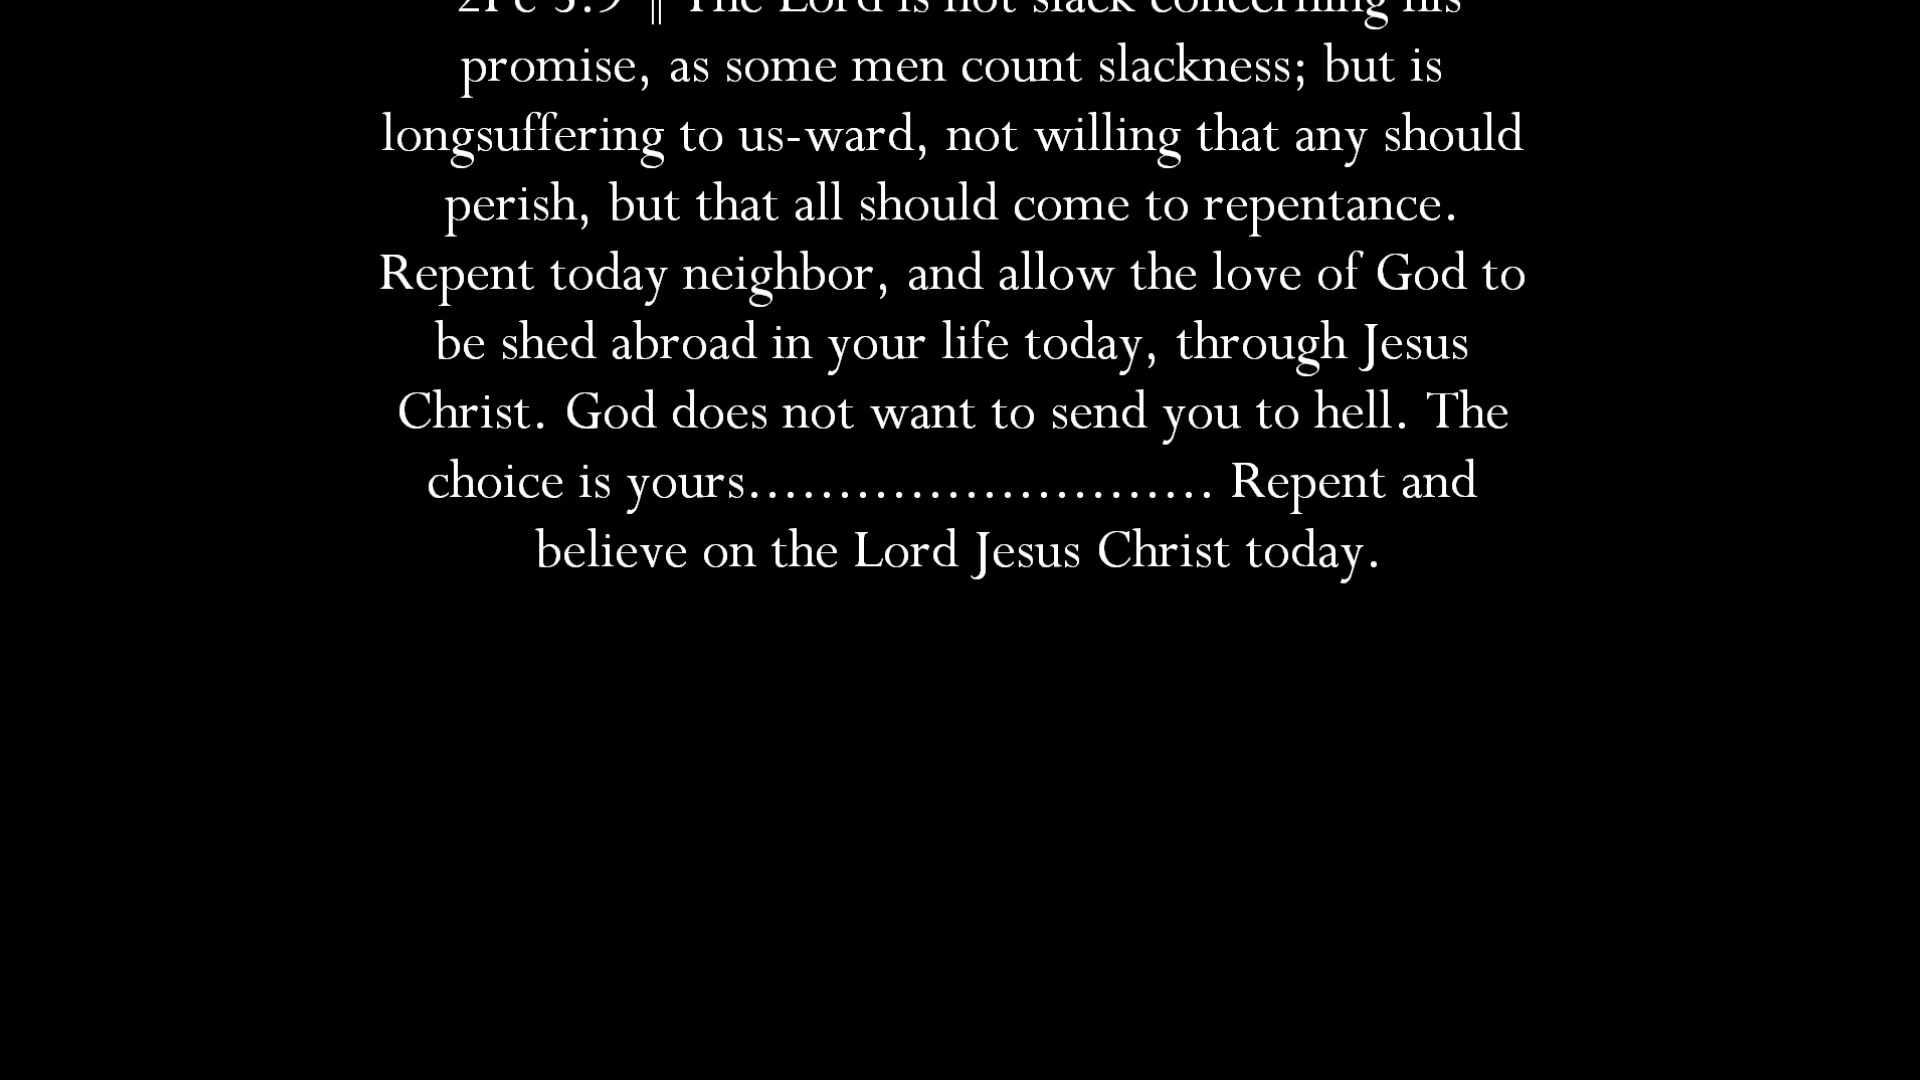 2Pe 3:9 ¶ The Lord is not slack concerning his
promise, as some men count slackness; but is
longsuffering to us-ward, not willing that any should
perish, but that all should come to repentance.
Repent today neighbor, and allow the love of God to
be shed abroad in your life today, through Jesus
Christ. God does not want to send you to hell. The
choice is yours.......................... Repent and
believe on the Lord Jesus Christ today.